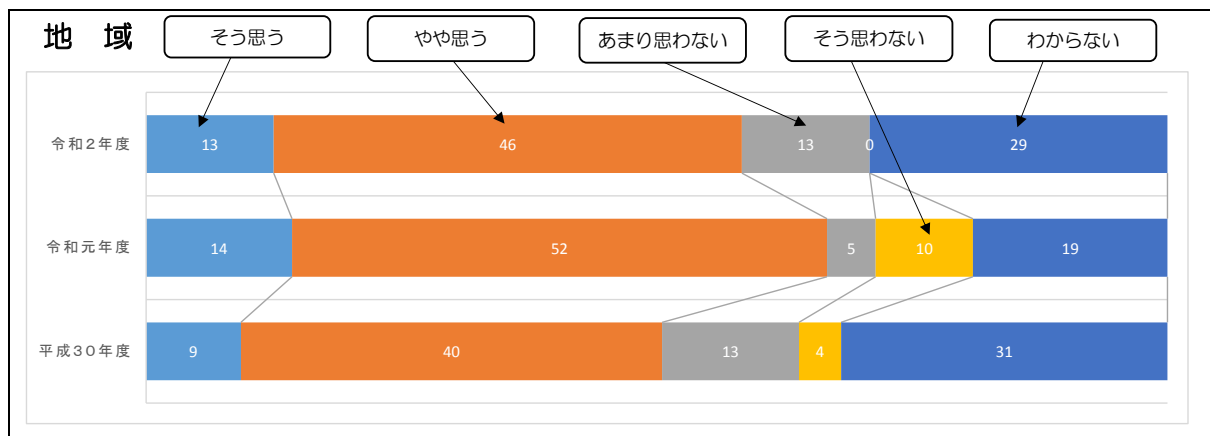 地　域
そう思う
やや思う
あまり思わない
そう思わない
わからない
令和２年度
13 46 13 0 29
令和元年度
14 52 5 10 19
平成３０年度
9 40 13 4 31